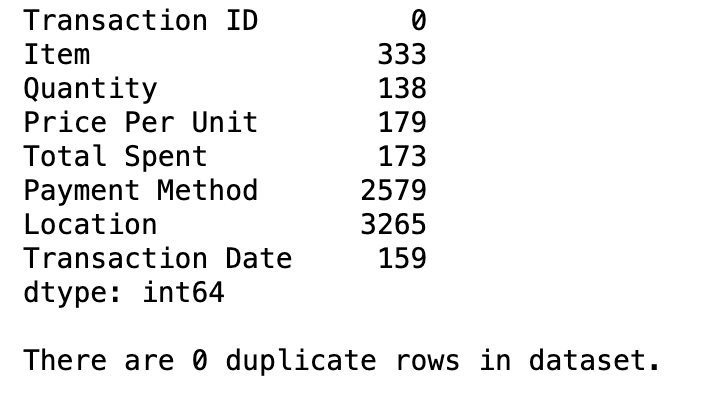 Transaction ID 0
Item 333
Quantity 138
Price Per Unit 179
Total Spent 173
Payment Method 2579
Location 3265
Transaction Date 159
dtype: int64
There are 0 duplicate rows in dataset.